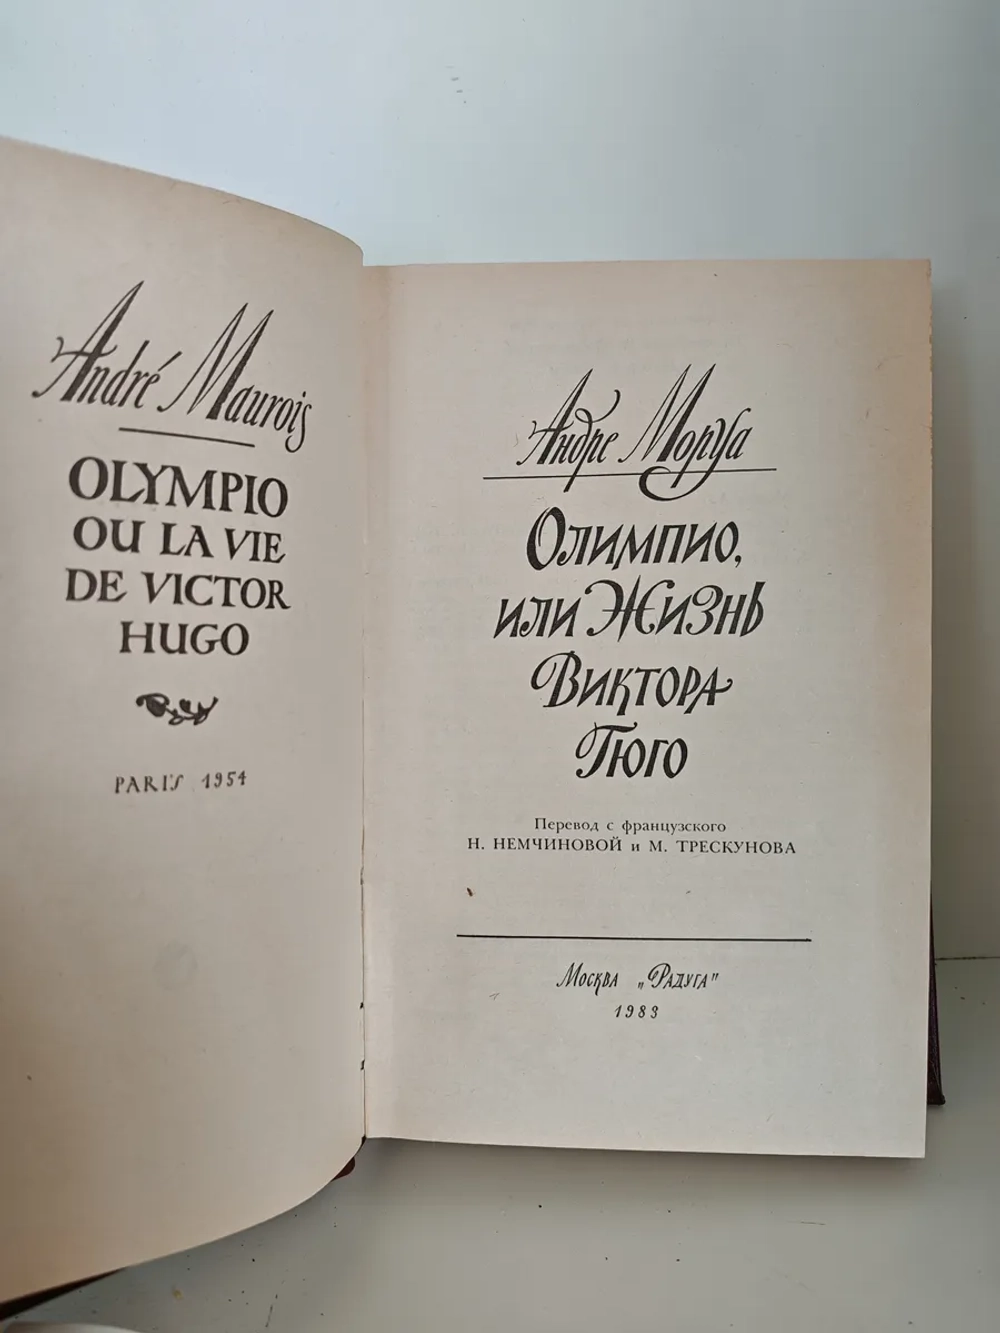 André Maurois
OLYMPIO
OU LA VIE
DE VICTOR
HUGO
PARIS 1954
Андре Моруа
Олимпио,
или Жизнь
Виктора
Гюго
Перевод с французского
Н. НЕМЧИНОВОЙ и М. ТРЕСКУНОВА
Москва „Радуга"
1983